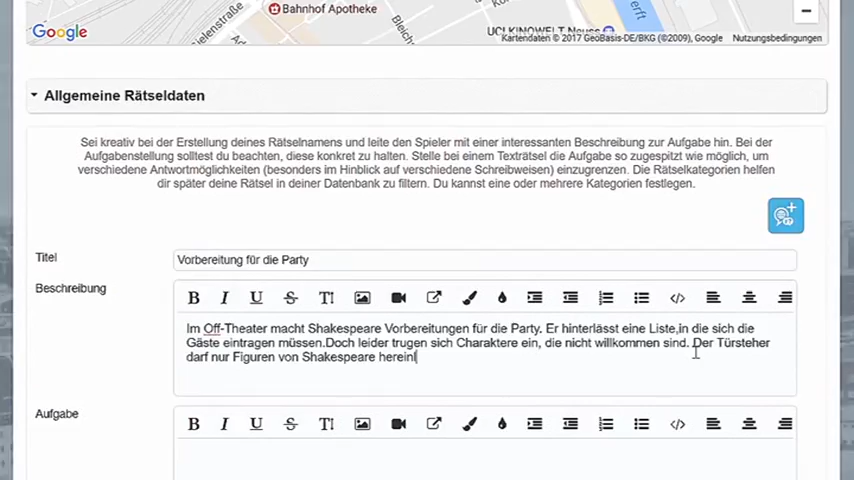 Bahnhof Apotheke
Google
UCI KINOWELT Neuss
Kartendaten © 2017 GeoBasis-DE/BKG (©2009), Google
Nutzungsbedingungen
Allgemeine Rätseldaten
Sei kreativ bei der Erstellung deines Rätselnamens und leite den Spieler mit einer interessanten Beschreibung zur Aufgabe hin. Bei der
Aufgabenstellung solltest du beachten, diese konkret zu halten. Stelle bei einem Texträtsel die Aufgabe so zugespitzt wie möglich, um
verschiedene Antwortmöglichkeiten (besonders im Hinblick auf verschiedene Schreibweisen) einzugrenzen. Die Rätselkategorien helfen
dir später deine Rätsel in deiner Datenbank zu filtern. Du kannst eine oder mehrere Kategorien festlegen.
Titel
Vorbereitung für die Party
Beschreibung
B I U S T
Im Off-Theater macht Shakespeare Vorbereitungen für die Party. Er hinterlässt eine Liste,in die sich die
Gäste eintragen müssen.Doch leider trugen sich Charaktere ein, die nicht willkommen sind. Der Türsteher
darf nur Figuren von Shakespeare herein
Aufgabe
B I U S T